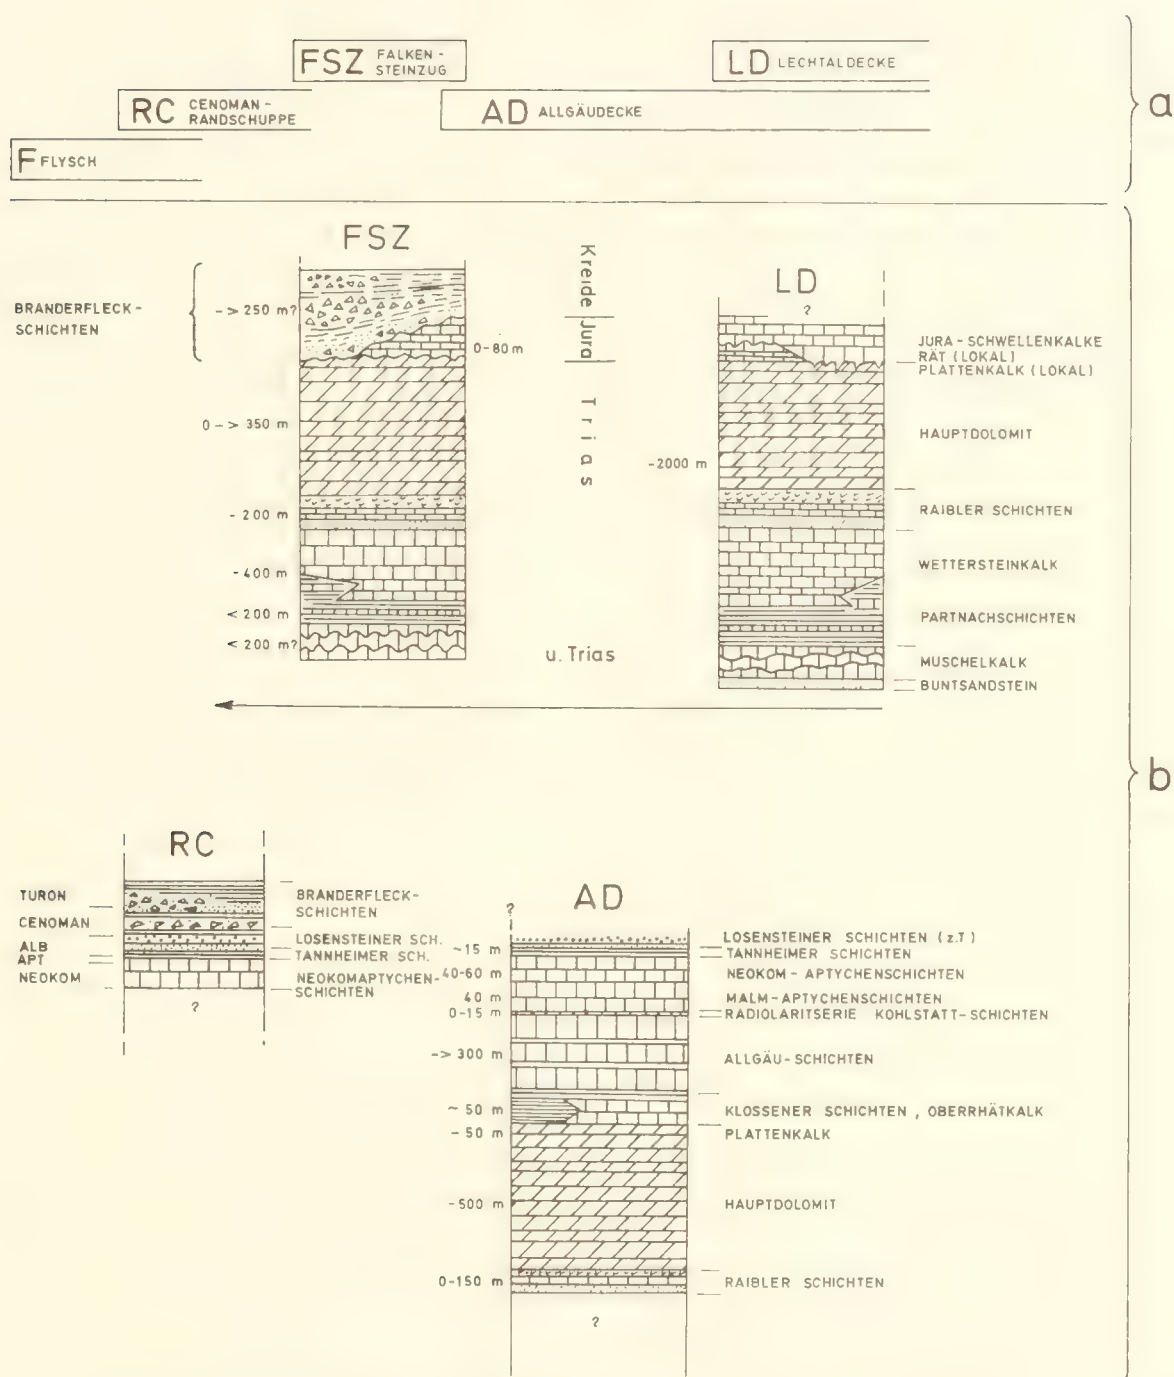 FSZ FALKEN-
STEINZUG
LD LECHTALDECKE
RC CENOMAN-
RANDSCHUPPE
AD ALLGÄUDECKE
F FLYSCH
a
FSZ
LD
?
BRANDERFLECK-
SCHICHTEN
-> 250 m?
0-80 m
0-> 350 m
- 200 m
-400 m
< 200 m
< 200 m?
Kreide
Jura
Trias
u. Trias
-2000 m
JURA-SCHWELLENKALKE
RÄT (LOKAL)
PLATTENKALK (LOKAL)
HAUPTDOLOMIT
RAIBLER SCHICHTEN
WETTERSTEINKALK
PARTNACHSCHICHTEN
MUSCHELKALK
BUNTSANDSTEIN
b
RC
TURON
CENOMAN
ALB
APT
NEOKOM
BRANDERFLECK-
SCHICHTEN
LOSENSTEINER SCH.
TANNHEIMER SCH.
NEOKOMAPTYCHEN-
SCHICHTEN
?
AD
?
~15 m
40-60 m
40 m
0-15 m
-> 300 m
~ 50 m
- 50 m
-500 m
0-150 m
LOSENSTEINER SCHICHTEN (z.T)
TANNHEIMER SCHICHTEN
NEOKOM-APTYCHENSCHICHTEN
MALM-APTYCHENSCHICHTEN
RADIOLARITSERIE KOHLSTATT-SCHICHTEN
ALLGÄU-SCHICHTEN
KLOSSENER SCHICHTEN, OBERRHÄTKALK
PLATTENKALK
HAUPTDOLOMIT
RAIBLER SCHICHTEN
?